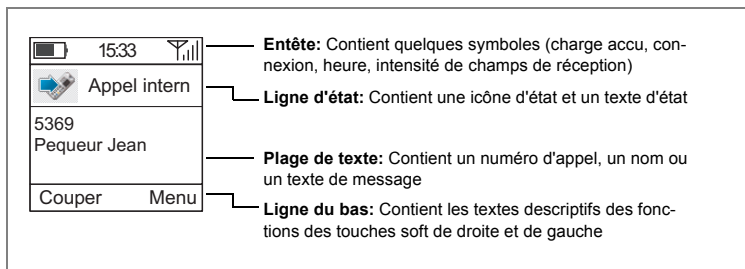 15:33
Appel intern
5369
Pequeur Jean
Couper Menu
Entête: Contient quelques symboles (charge accu, con-
nexion, heure, intensité de champs de réception)
Ligne d'état: Contient une icône d'état et un texte d'état
Plage de texte: Contient un numéro d'appel, un nom ou
un texte de message
Ligne du bas: Contient les textes descriptifs des fonc-
tions des touches soft de droite et de gauche